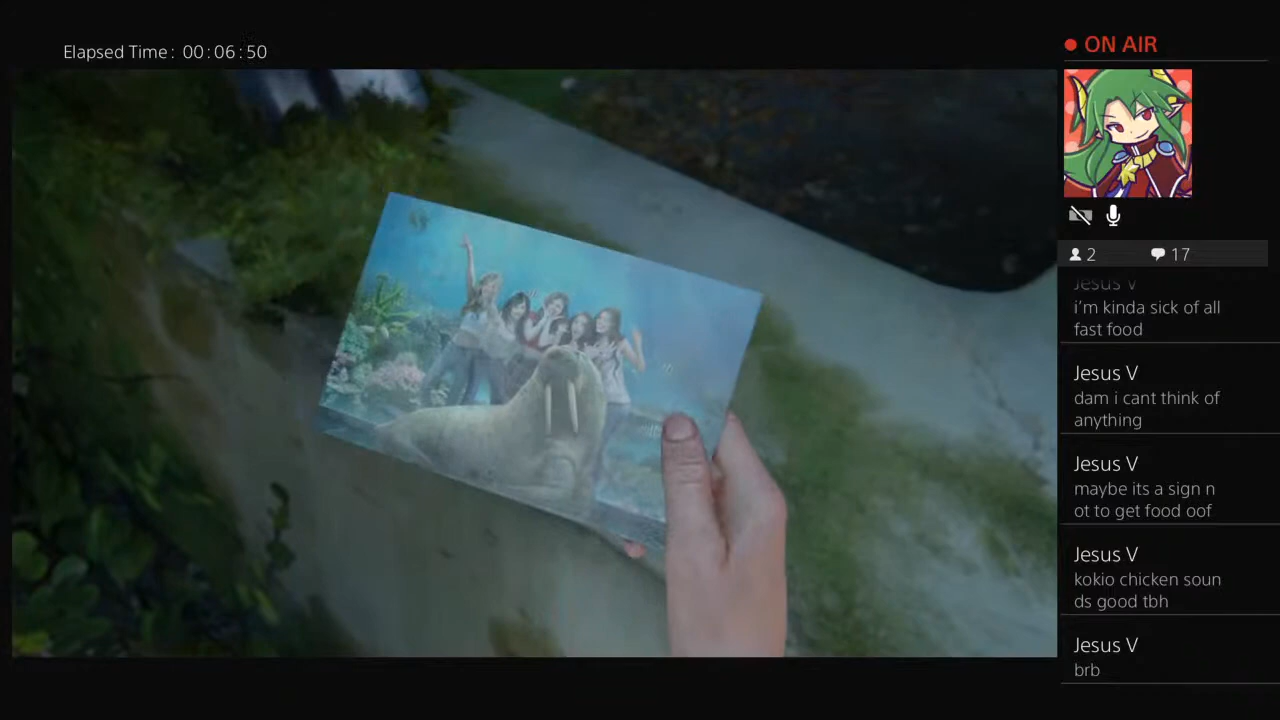 Elapsed Time: 00:06:50
ON AIR
2 17
Jesus V
i'm kinda sick of all
fast food
Jesus V
dam i cant think of
anything
Jesus V
maybe its a sign n
ot to get food oof
Jesus V
kokio chicken soun
ds good tbh
Jesus V
brb